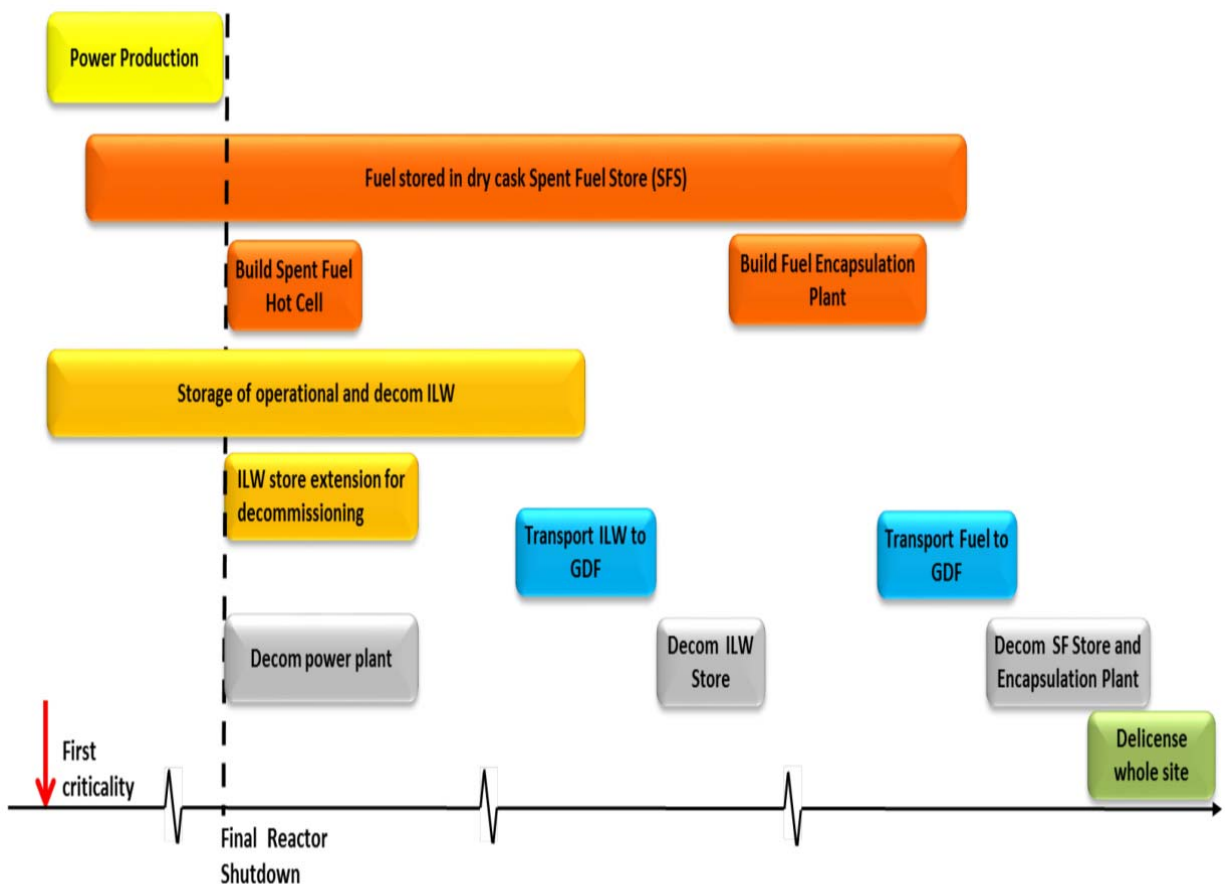 Power Production
Fuel stored in dry cask Spent Fuel Store (SFS)
Build Spent Fuel
Hot Cell
Build Fuel Encapsulation
Plant
Storage of operational and decom ILW
ILW store extension for
decommissioning
Transport ILW to
GDF
Transport Fuel to
GDF
Decom power plant
Decom ILW
Store
Decom SF Store and
Encapsulation Plant
First
criticality
Delicense
whole site
Final Reactor
Shutdown